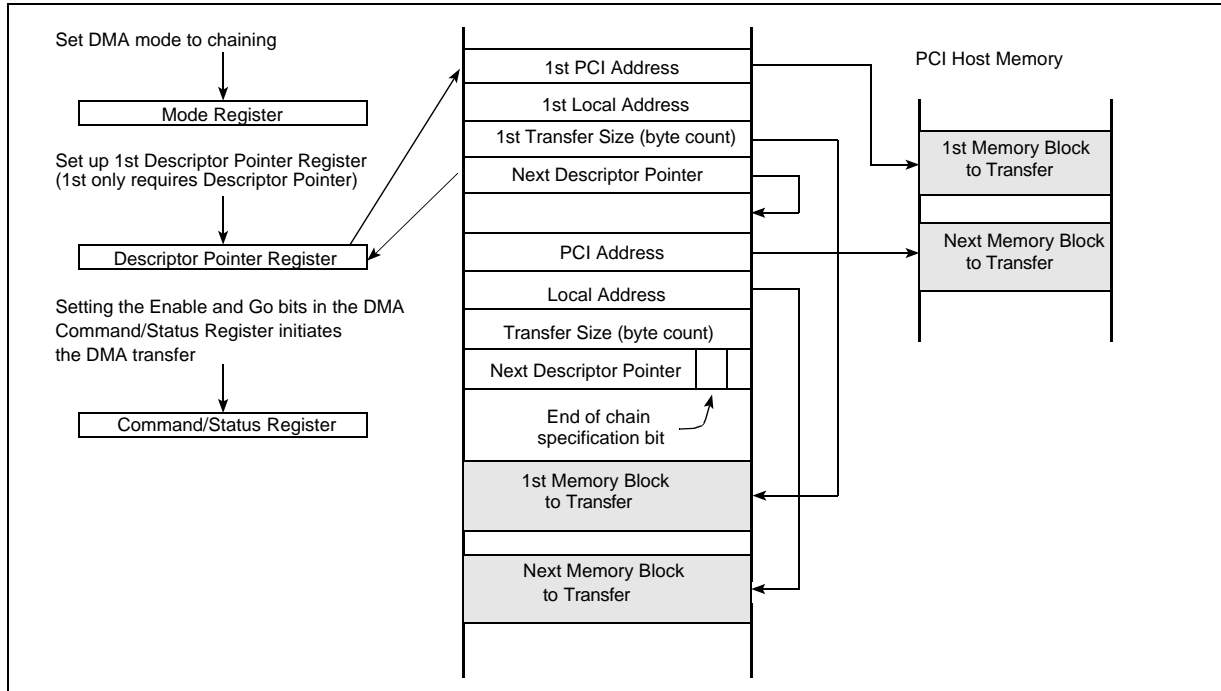 Set DMA mode to chaining
Mode Register
Set up 1st Descriptor Pointer Register
(1st only requires Descriptor Pointer)
Descriptor Pointer Register
Setting the Enable and Go bits in the DMA
Command/Status Register initiates
the DMA transfer
Command/Status Register
1st PCI Address
1st Local Address
1st Transfer Size (byte count)
Next Descriptor Pointer
PCI Address
Local Address
Transfer Size (byte count)
Next Descriptor Pointer
End of chain
specification bit
1st Memory Block
to Transfer
Next Memory Block
to Transfer
PCI Host Memory
1st Memory Block
to Transfer
Next Memory Block
to Transfer